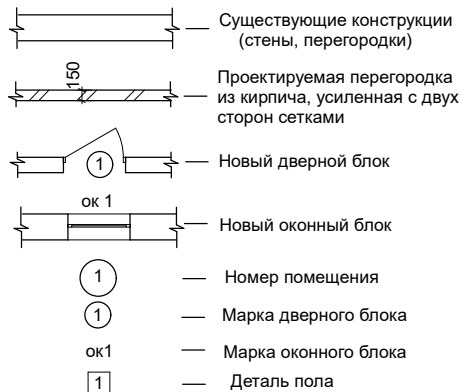 Существующие конструкции
(стены, перегородки)
150
Проектируемая перегородка
из кирпича, усиленная с двух
сторон сетками
1 — Новый дверной блок
ок 1
— Новый оконный блок
1 — Номер помещения
1 — Марка дверного блока
ок1 — Марка оконного блока
1 — Деталь пола